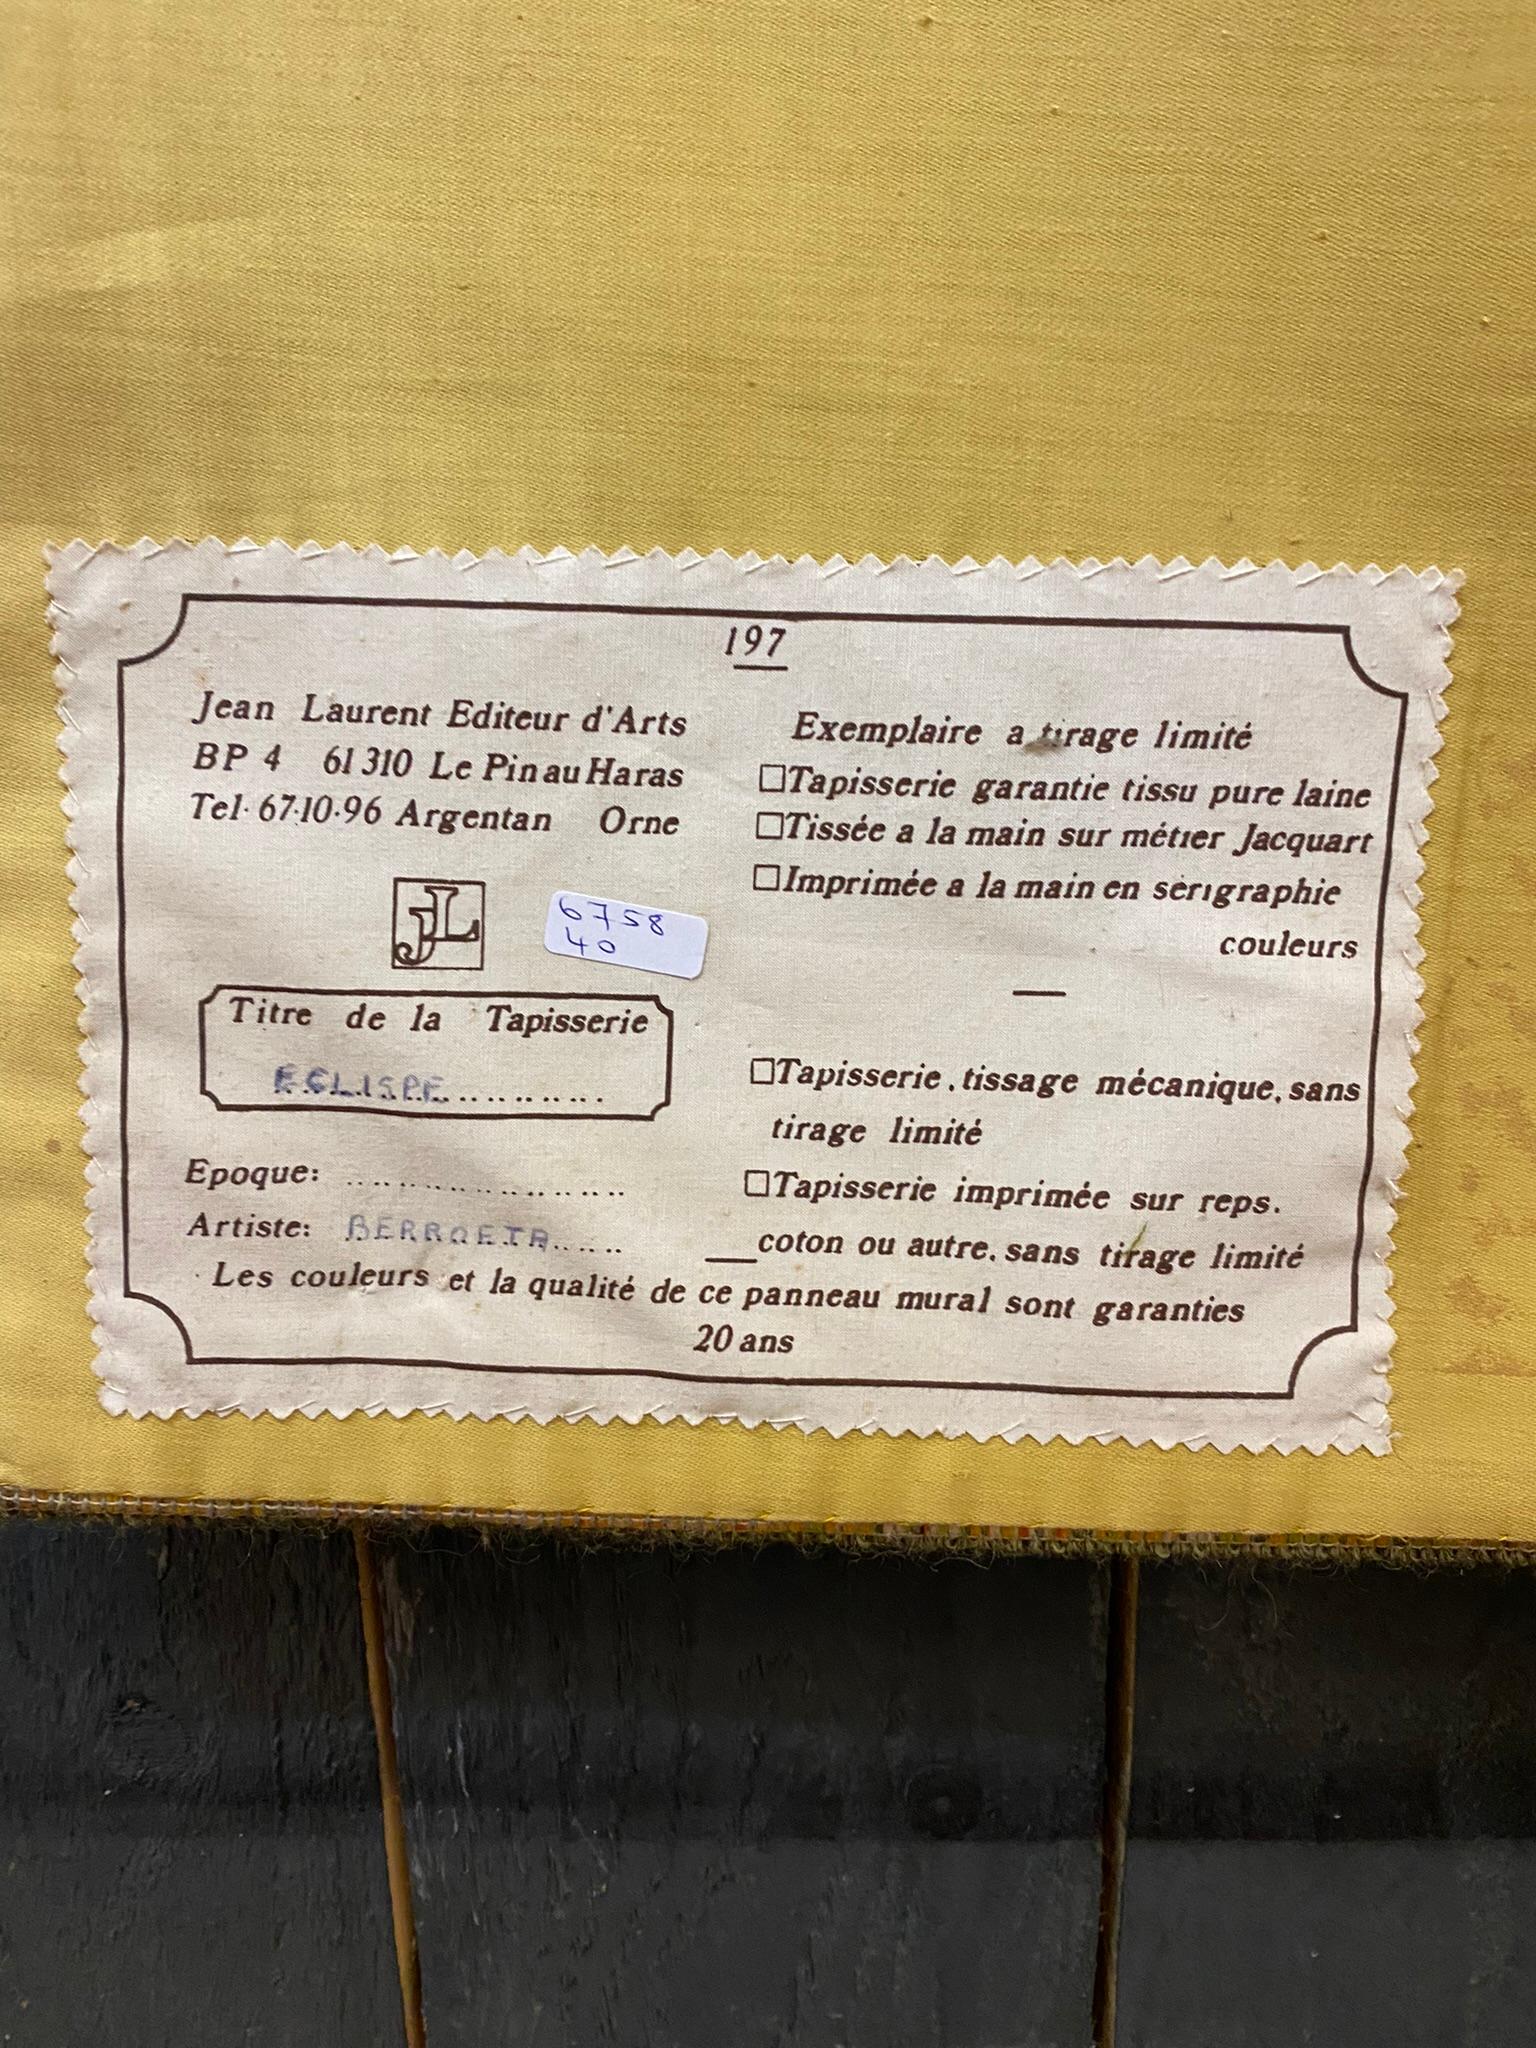 197
Jean Laurent Editeur d'Arts
BP 4 61310 Le Pin au Haras
Tel· 67·10·96 Argentan Orne
JL
6758
40
Titre de la Tapisserie
ECLISPE..........
Epoque: ......................
Artiste: BERROETA......
Exemplaire a tirage limité
☐Tapisserie garantie tissu pure laine
☐Tissée a la main sur métier Jacquart
☐Imprimée a la main en sérigraphie
couleurs
☐Tapisserie, tissage mécanique, sans
tirage limité
☐Tapisserie imprimée sur reps.
coton ou autre, sans tirage limité
Les couleurs et la qualité de ce panneau mural sont garanties
20 ans